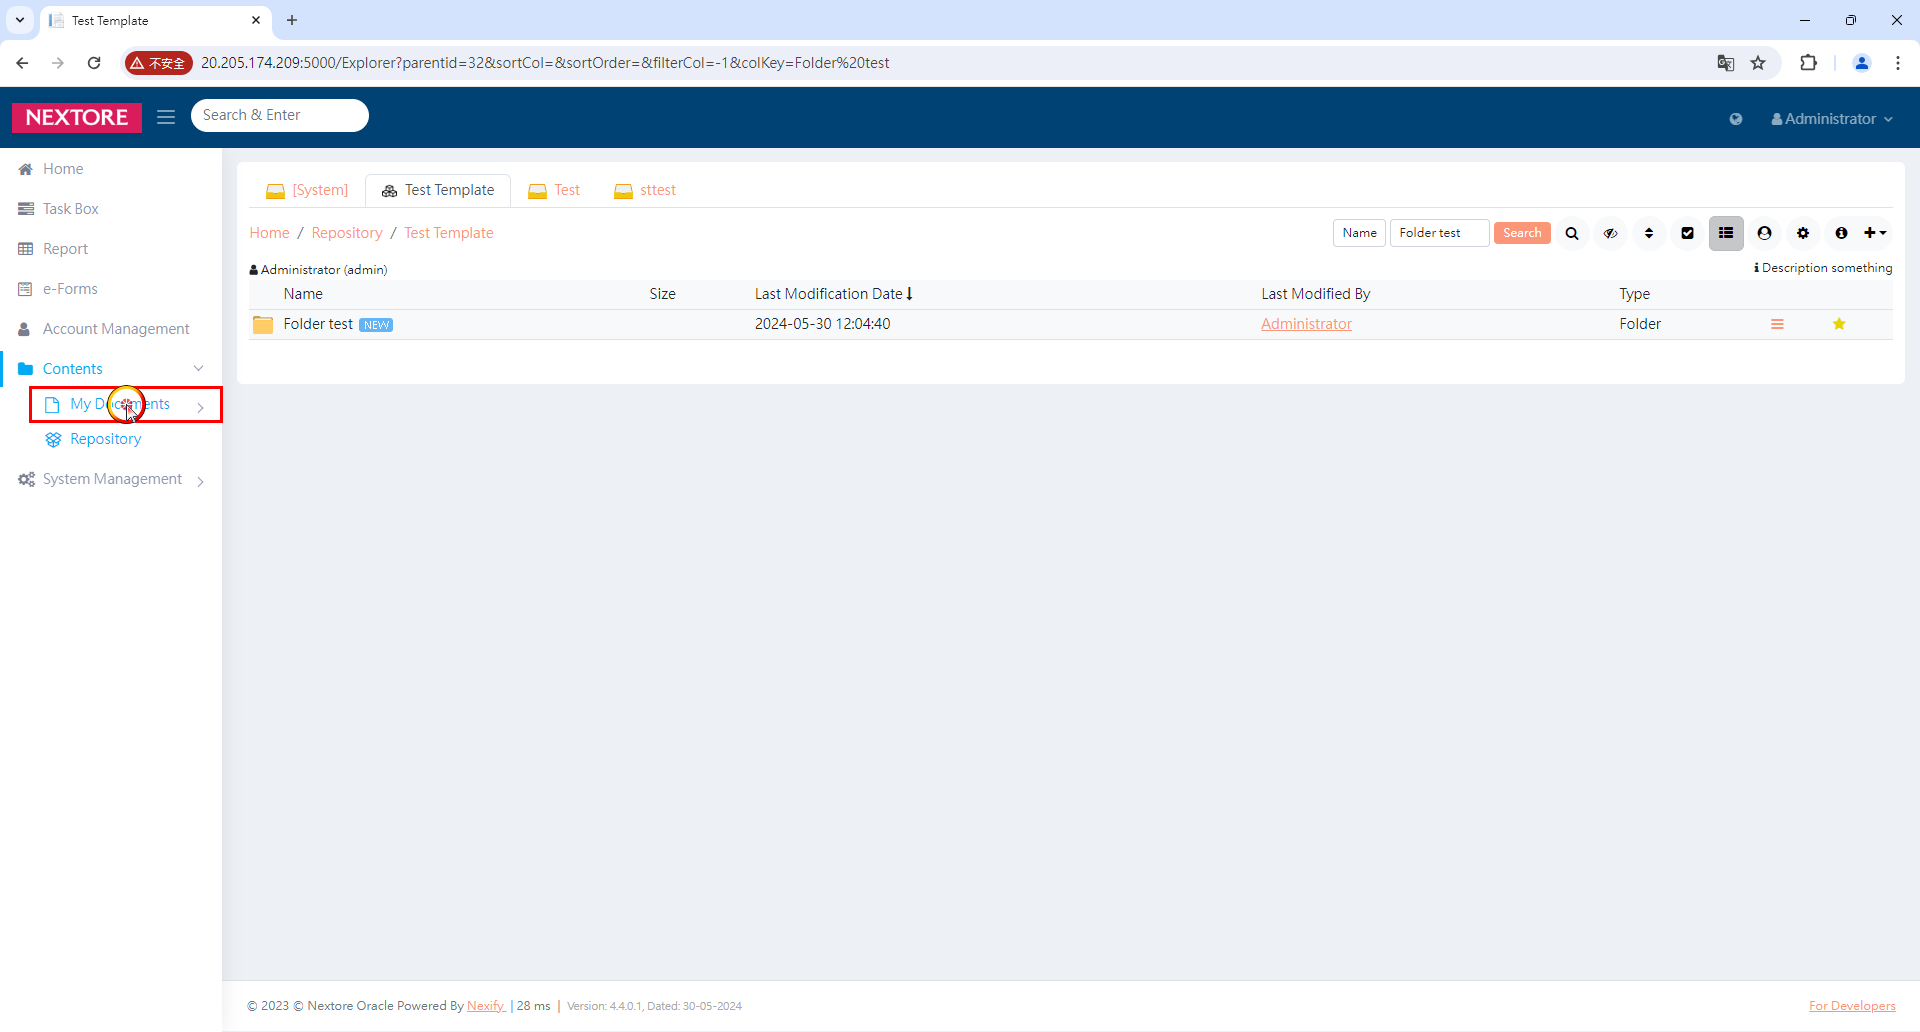 Test Template
不安全
20.205.174.209:5000/Explorer?parentid=32&sortCol=&sortOrder=&filterCol=-1&colKey=Folder%20test
NEXTORE
Search & Enter
Administrator
Home
Task Box
Report
e-Forms
Account Management
Contents
My Documents
Repository
System Management
[System]
Test Template
Test
sttest
Home / Repository / Test Template
Name
Folder test
Search
Administrator (admin)
Description something
Name Size Last Modification Date Last Modified By Type
Folder test NEW 2024-05-30 12:04:40 Administrator Folder
© 2023 © Nextore Oracle Powered By Nexify | 28 ms | Version: 4.4.0.1, Dated: 30-05-2024
For Developers